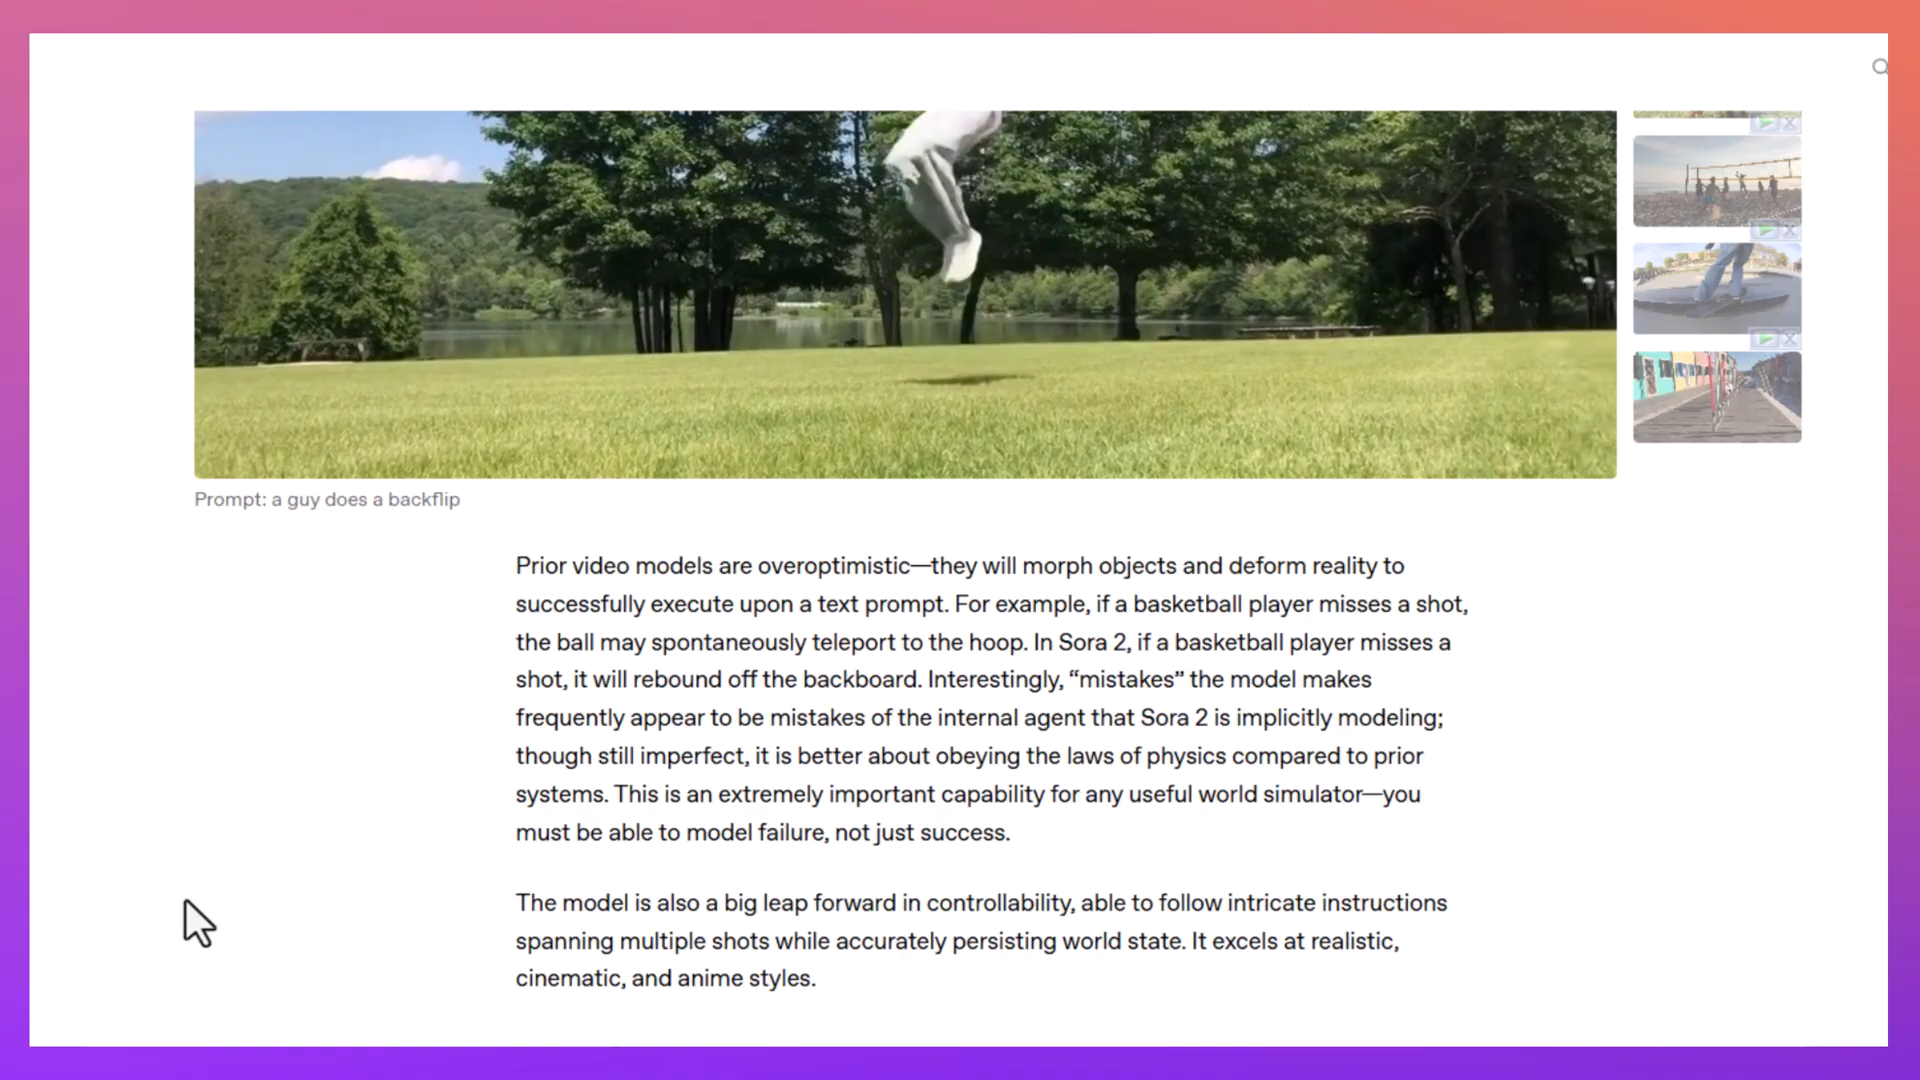 Prompt: a guy does a backflip
Prior video models are overoptimistic—they will morph objects and deform reality to
successfully execute upon a text prompt. For example, if a basketball player misses a shot,
the ball may spontaneously teleport to the hoop. In Sora 2, if a basketball player misses a
shot, it will rebound off the backboard. Interestingly, “mistakes” the model makes
frequently appear to be mistakes of the internal agent that Sora 2 is implicitly modeling;
though still imperfect, it is better about obeying the laws of physics compared to prior
systems. This is an extremely important capability for any useful world simulator—you
must be able to model failure, not just success.
The model is also a big leap forward in controllability, able to follow intricate instructions
spanning multiple shots while accurately persisting world state. It excels at realistic,
cinematic, and anime styles.